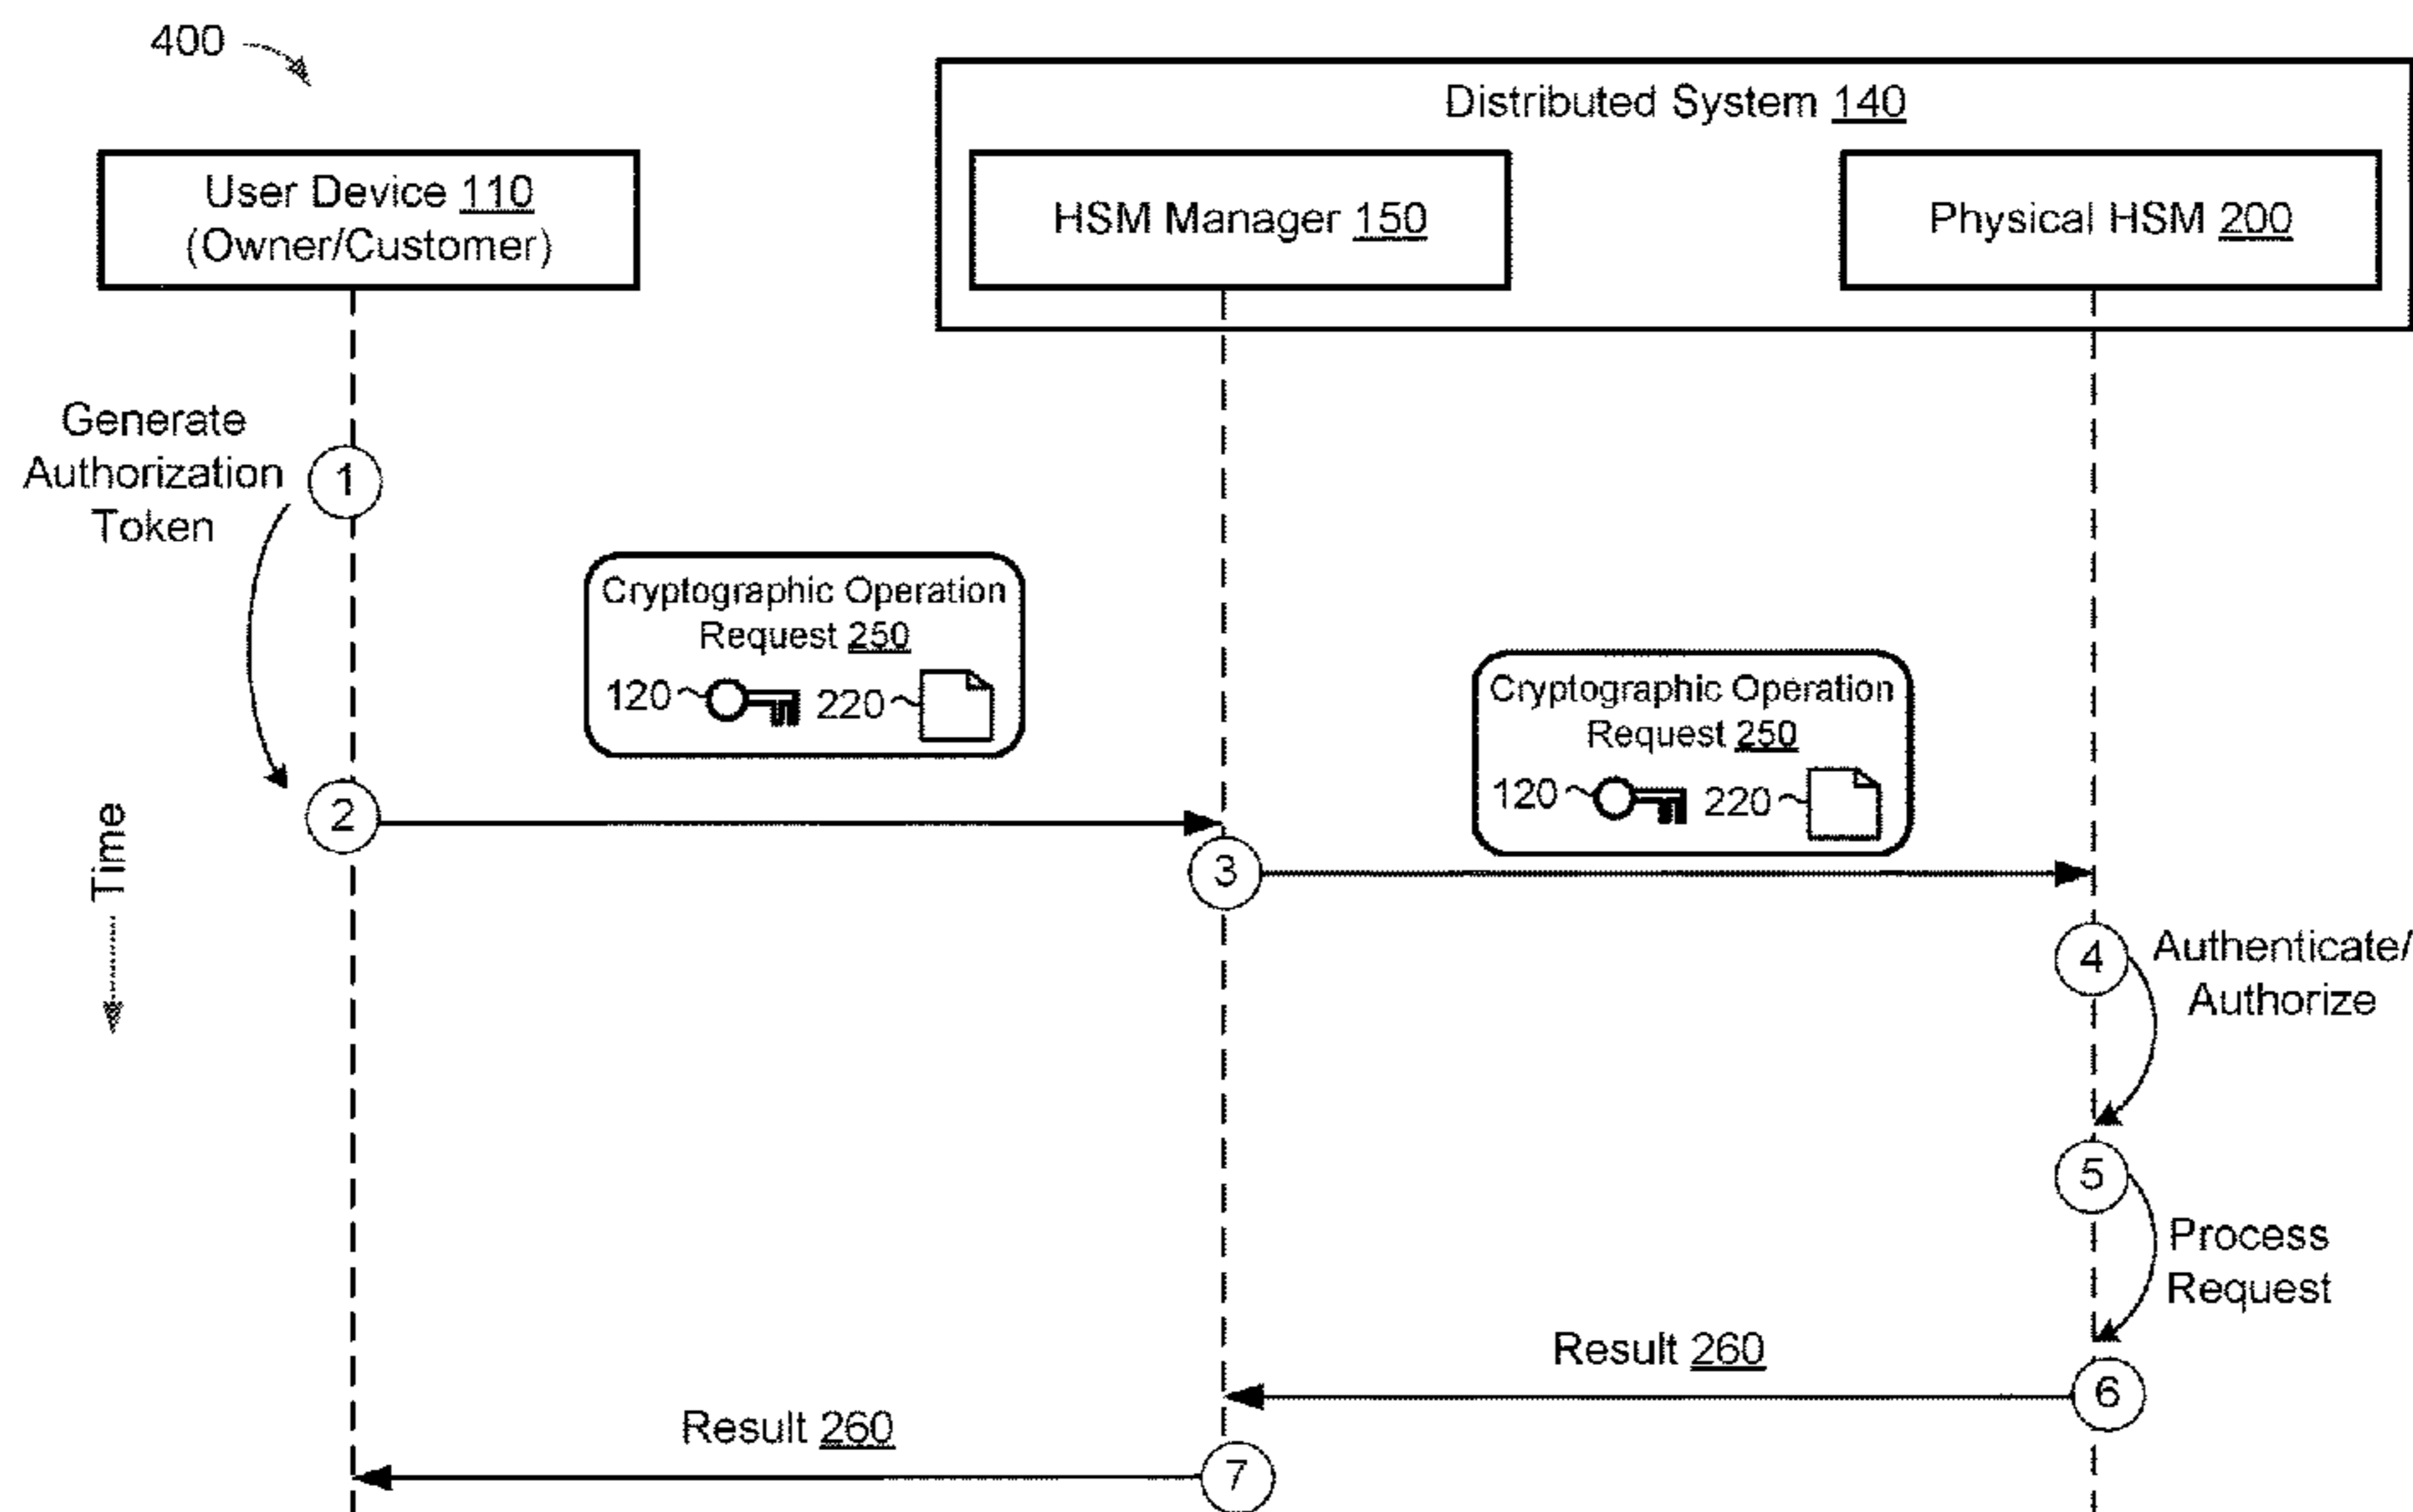 400
Distributed System 140
User Device 110
(Owner/Customer)
HSM Manager 150
Physical HSM 200
Generate
Authorization
Token
1
Cryptographic Operation
Request 250
120 220
Cryptographic Operation
Request 250
120 220
2
Time
3
4
Authenticate/
Authorize
5
Process
Request
Result 260
6
Result 260
7